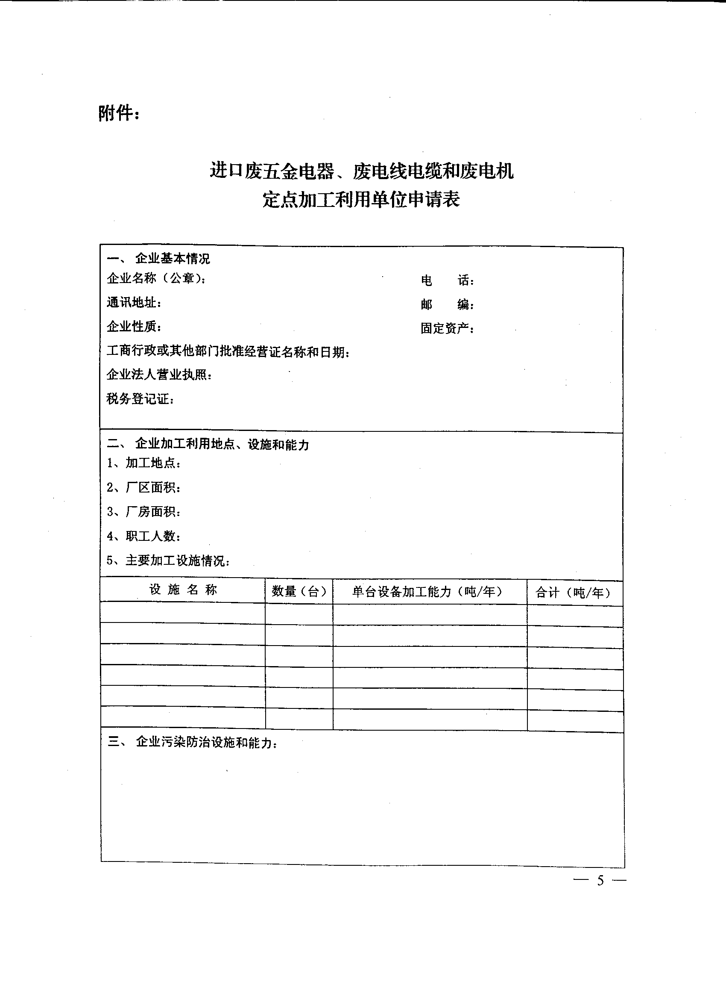 附件：
进口废五金电器、废电线电缆和废电机
定点加工利用单位申请表
一、 企业基本情况
企业名称（公章）： 电　　话：
通讯地址： 邮　　编：
企业性质： 固定资产：
工商行政或其他部门批准经营证名称和日期：
企业法人营业执照：
税务登记证：
二、 企业加工利用地点、设施和能力
1、加工地点：
2、厂区面积：
3、厂房面积：
4、职工人数：
5、主要加工设施情况：
设 施 名 称 数量（台） 单台设备加工能力（吨/年） 合计（吨/年）
三、 企业污染防治设施和能力：
— 5 —